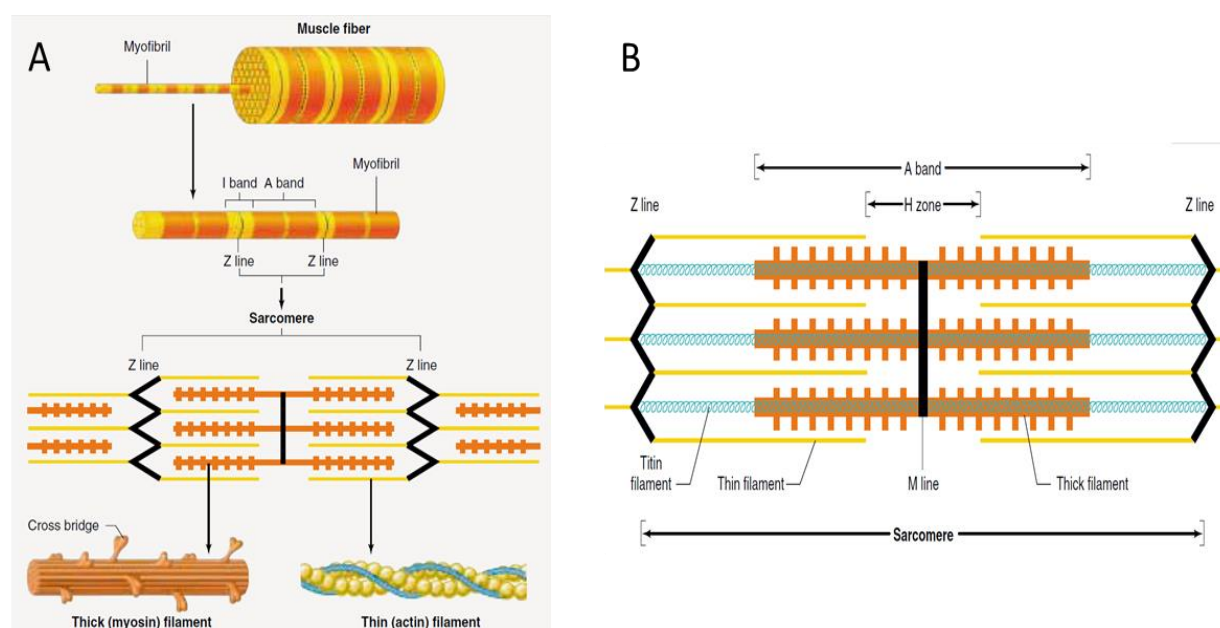 A
Muscle fiber
Myofibril
Myofibril
I band A band
Z line Z line
Sarcomere
Z line Z line
Cross bridge
Thick (myosin) filament
Thin (actin) filament
B
A band
Z line
H zone
Z line
Titin
filament
Thin filament
M line
Thick filament
Sarcomere